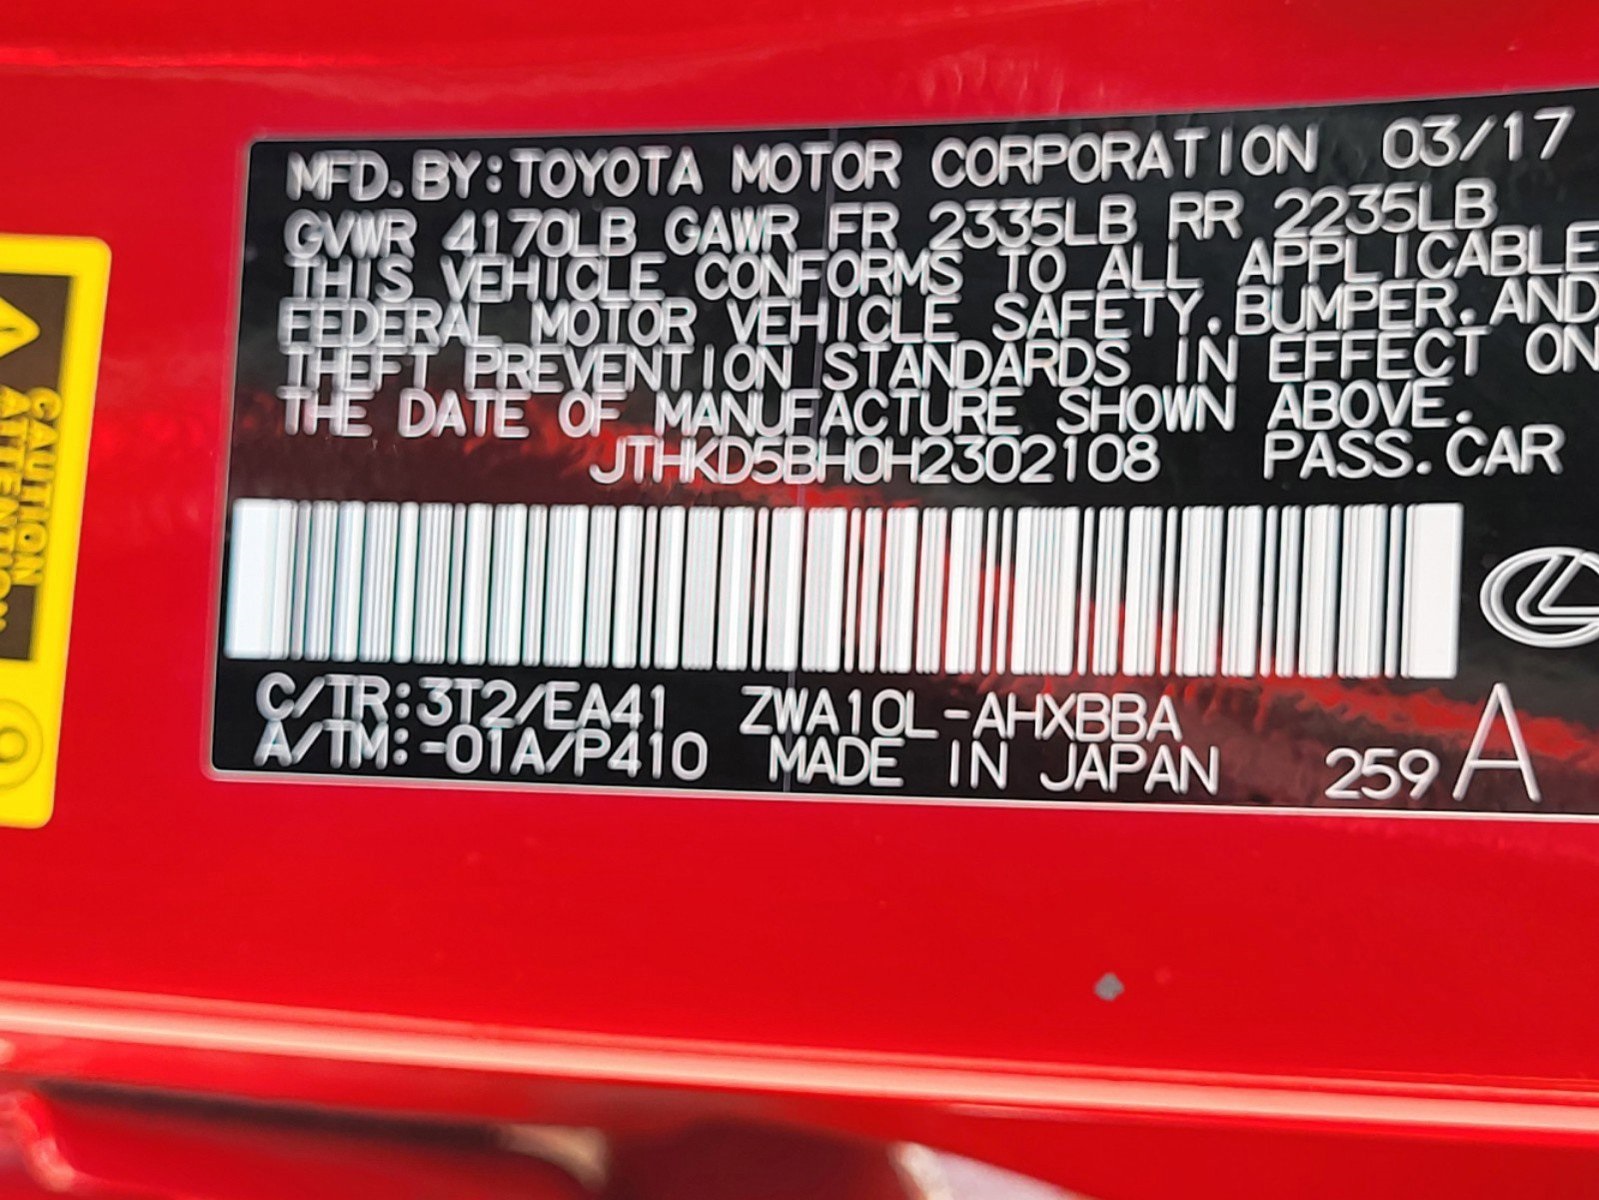 MFD.BY:TOYOTA MOTOR CORPORATION 03/17
GVWR 4170LB GAWR FR 2335LB RR 2235LB
THIS VEHICLE CONFORMS TO ALL APPLICABLE
FEDERAL MOTOR VEHICLE SAFETY, BUMPER, AND
THEFT PREVENTION STANDARDS IN EFFECT ON
THE DATE OF MANUFACTURE SHOWN ABOVE.
JTHKD5BH0H2302108 PASS.CAR
C/TR:3T2/EA41 ZWA10L-AHXBBA
A/TM:-01A/P410 MADE IN JAPAN 259 A
CAUTION
ATTENTION